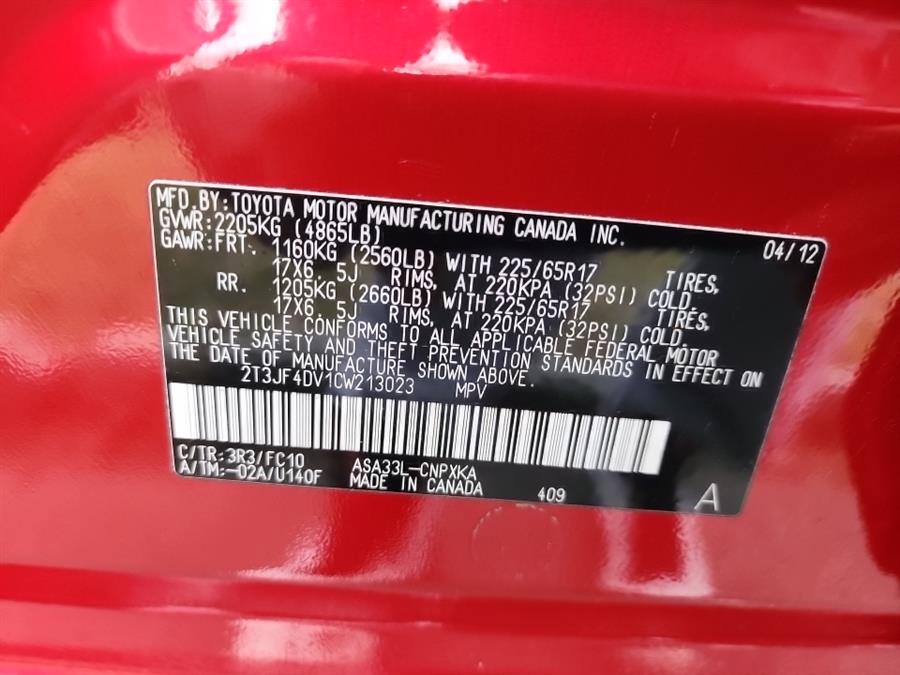 MFD.BY:TOYOTA MOTOR MANUFACTURING CANADA INC. 04/12
GVWR:2205KG (4865LB)
GAWR:FRT. 1160KG (2560LB) WITH 225/65R17 TIRES,
17X6. 5J RIMS, AT 220KPA (32PSI) COLD.
RR. 1205KG (2660LB) WITH 225/65R17 TIRES,
17X6. 5J RIMS, AT 220KPA (32PSI) COLD.
THIS VEHICLE CONFORMS TO ALL APPLICABLE FEDERAL MOTOR
VEHICLE SAFETY AND THEFT PREVENTION STANDARDS IN EFFECT ON
THE DATE OF MANUFACTURE SHOWN ABOVE.
2T3JF4DV1CW213023 MPV
C/TR:3R3/FC10 ASA33L-CNPXKA
A/TM:-02A/U140F MADE IN CANADA 409 A